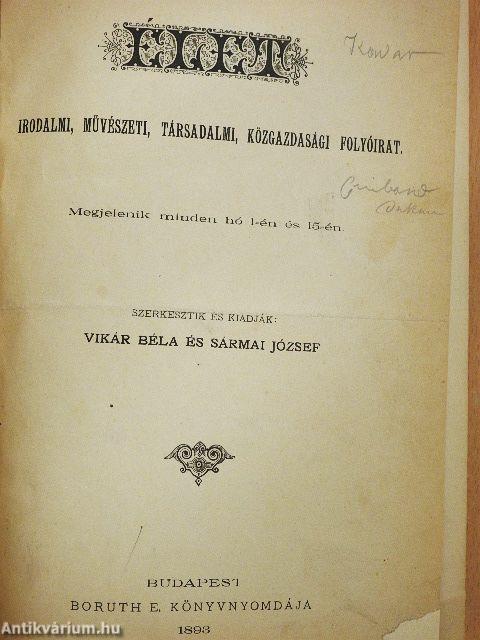 ÉLET
Kowar
IRODALMI, MŰVÉSZETI, TÁRSADALMI, KÖZGAZDASÁGI FOLYÓIRAT.
Megjelenik minden hó 1-én és 15-én.
SZERKESZTIK ÉS KIADJÁK:
VIKÁR BÉLA ÉS SÁRMAI JÓZSEF
BUDAPEST
BORUTH E. KÖNYVNYOMDÁJA
1893
Antikvárium.hu